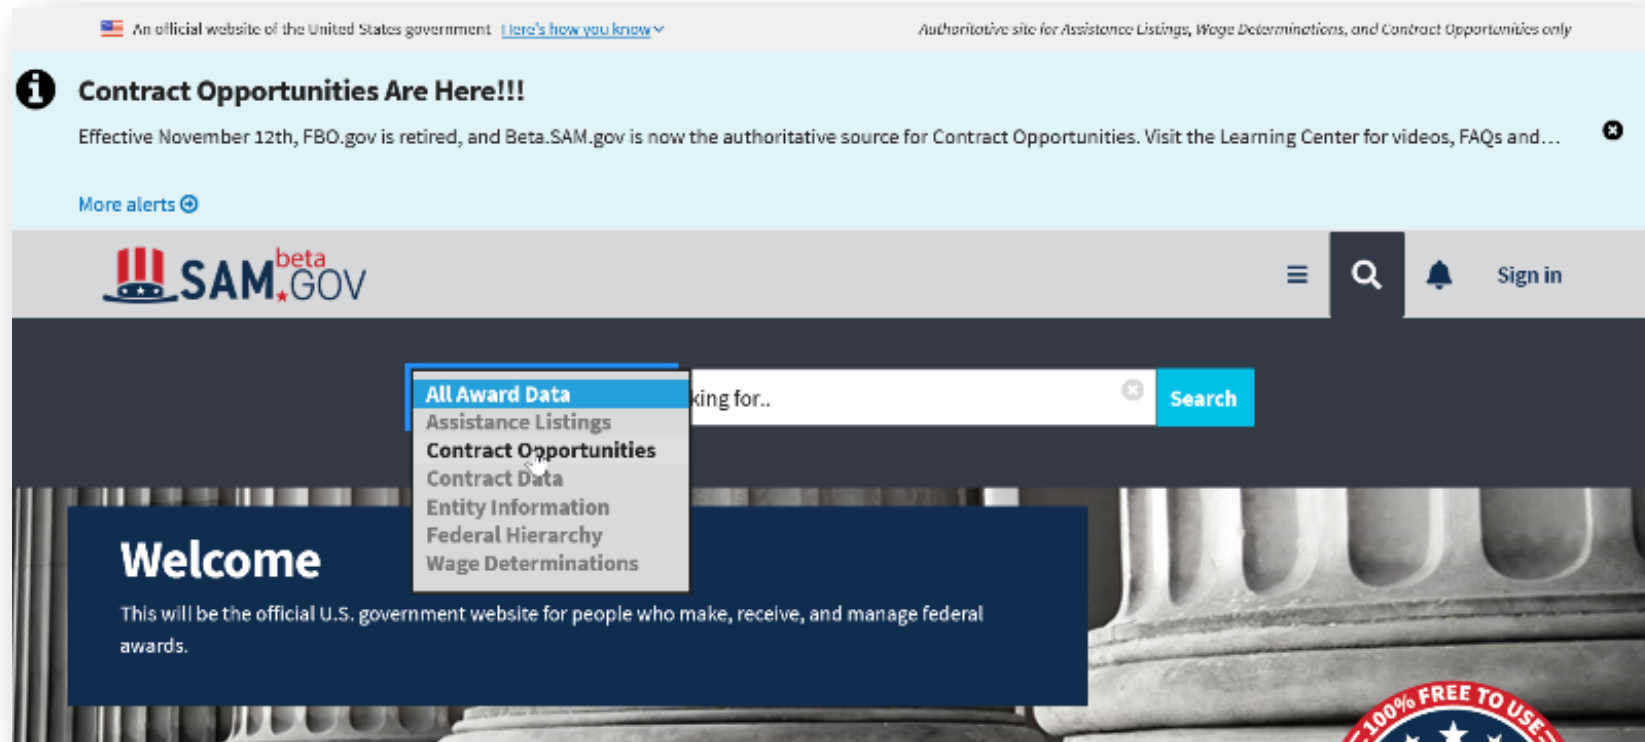 An official website of the United States government Here's how you know
Authoritative site for Assistance Listings, Wage Determinations, and Contract Opportunities only
Contract Opportunities Are Here!!!
Effective November 12th, FBO.gov is retired, and Beta.SAM.gov is now the authoritative source for Contract Opportunities. Visit the Learning Center for videos, FAQs and...
More alerts
beta
SAM.GOV
Sign in
All Award Data
king for..
Search
Assistance Listings
Contract Opportunities
Contract Data
Entity Information
Federal Hierarchy
Wage Determinations
Welcome
This will be the official U.S. government website for people who make, receive, and manage federal
awards.
100% FREE TO USE